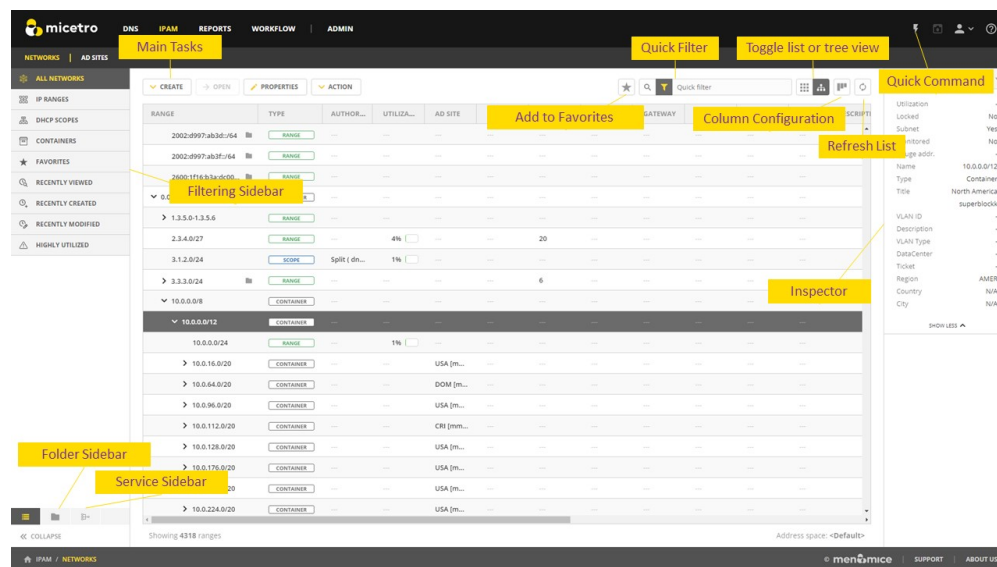 micetro
DNS IPAM REPORTS WORKFLOW | ADMIN
Main Tasks
Quick Filter
Toggle list or tree view
NETWORKS | AD SITES
Quick Command
ALL NETWORKS
IP RANGES
DHCP SCOPES
CONTAINERS
FAVORITES
RECENTLY VIEWED
RECENTLY CREATED
RECENTLY MODIFIED
HIGHLY UTILIZED
Filtering Sidebar
CREATE OPEN PROPERTIES ACTION
Quick filter
Add to Favorites
Column Configuration
Refresh List
RANGE TYPE AUTHOR... UTILIZA... AD SITE GATEWAY
2002:d997:ab3d::/64 RANGE
2002:d997:ab3f::/64 RANGE
2600:1f16:b3a:dc00... RANGE
1.3.5.0-1.3.5.6 RANGE
2.3.4.0/27 RANGE 4% 20
3.1.2.0/24 SCOPE Split ( dn... 1%
3.3.3.0/24 RANGE 6
10.0.0.0/8 CONTAINER
10.0.0.0/12 CONTAINER
10.0.0.0/24 RANGE 1%
10.0.16.0/20 CONTAINER USA [m...
10.0.64.0/20 CONTAINER DOM [m...
10.0.96.0/20 CONTAINER USA [m...
10.0.112.0/20 CONTAINER CRI [mm...
10.0.128.0/20 CONTAINER USA [m...
10.0.176.0/20 CONTAINER USA [m...
20 CONTAINER USA [m...
10.0.224.0/20 CONTAINER USA [m...
Showing 4318 ranges
Address space: <Default>
Utilization -
Locked No
Subnet Yes
No
addr. -
Name 10.0.0.0/12
Type Container
Title North America
superblockk
VLAN ID -
Description -
VLAN Type -
DataCenter -
Ticket -
Region AMER
Country N/A
City N/A
SHOW LESS
Inspector
Folder Sidebar
Service Sidebar
COLLAPSE
IPAM / NETWORKS
© men&mice | SUPPORT | ABOUT US